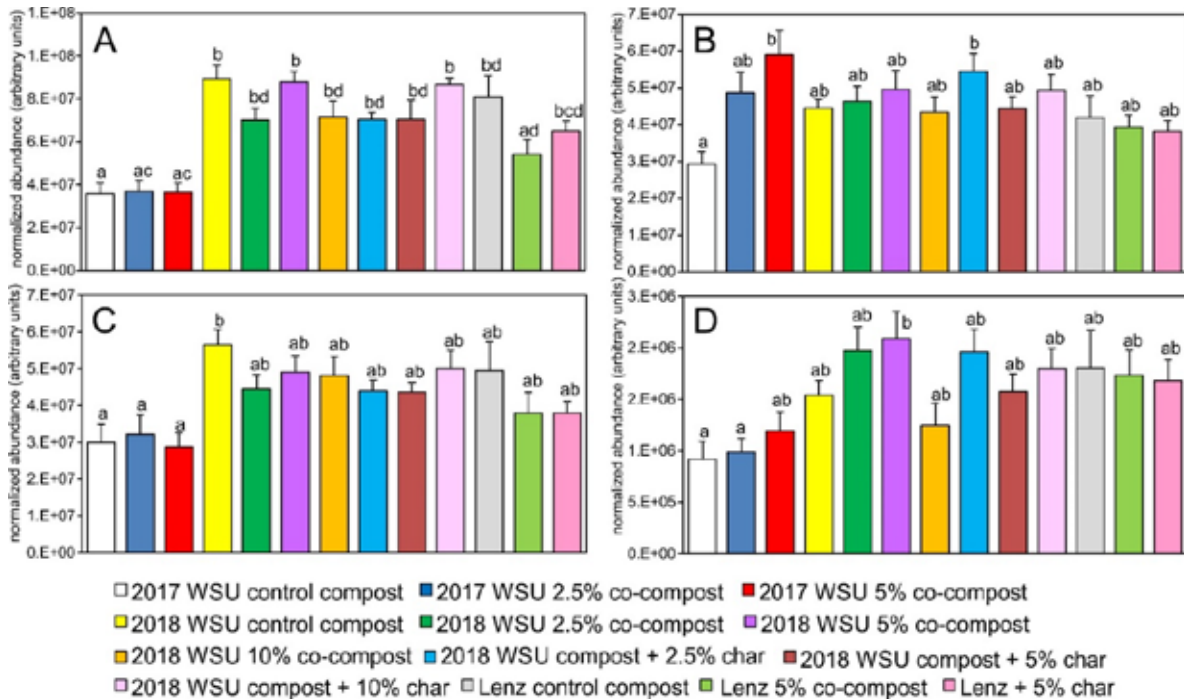 A
normalized abundance (arbitrary units)
1.E+08
1.E+08
8.E+07
6.E+07
4.E+07
2.E+07
0.E+00
a ac ac b bd b bd bd bd b bd ad bcd
B
normalized abundance (arbitrary units)
7.E+07
6.E+07
5.E+07
4.E+07
3.E+07
2.E+07
1.E+07
0.E+00
a ab b ab ab ab ab b ab ab ab ab ab
C
normalized abundance (arbitrary units)
7.E+07
6.E+07
5.E+07
4.E+07
3.E+07
2.E+07
1.E+07
0.E+00
a a a b ab ab ab ab ab ab ab ab ab
D
normalized abundance (arbitrary units)
3.E+06
2.E+06
2.E+06
1.E+06
5.E+05
0.E+00
a a ab ab ab b ab ab ab ab ab ab ab
2017 WSU control compost 2017 WSU 2.5% co-compost 2017 WSU 5% co-compost
2018 WSU control compost 2018 WSU 2.5% co-compost 2018 WSU 5% co-compost
2018 WSU 10% co-compost 2018 WSU compost + 2.5% char 2018 WSU compost + 5% char
2018 WSU compost + 10% char Lenz control compost Lenz 5% co-compost Lenz + 5% char